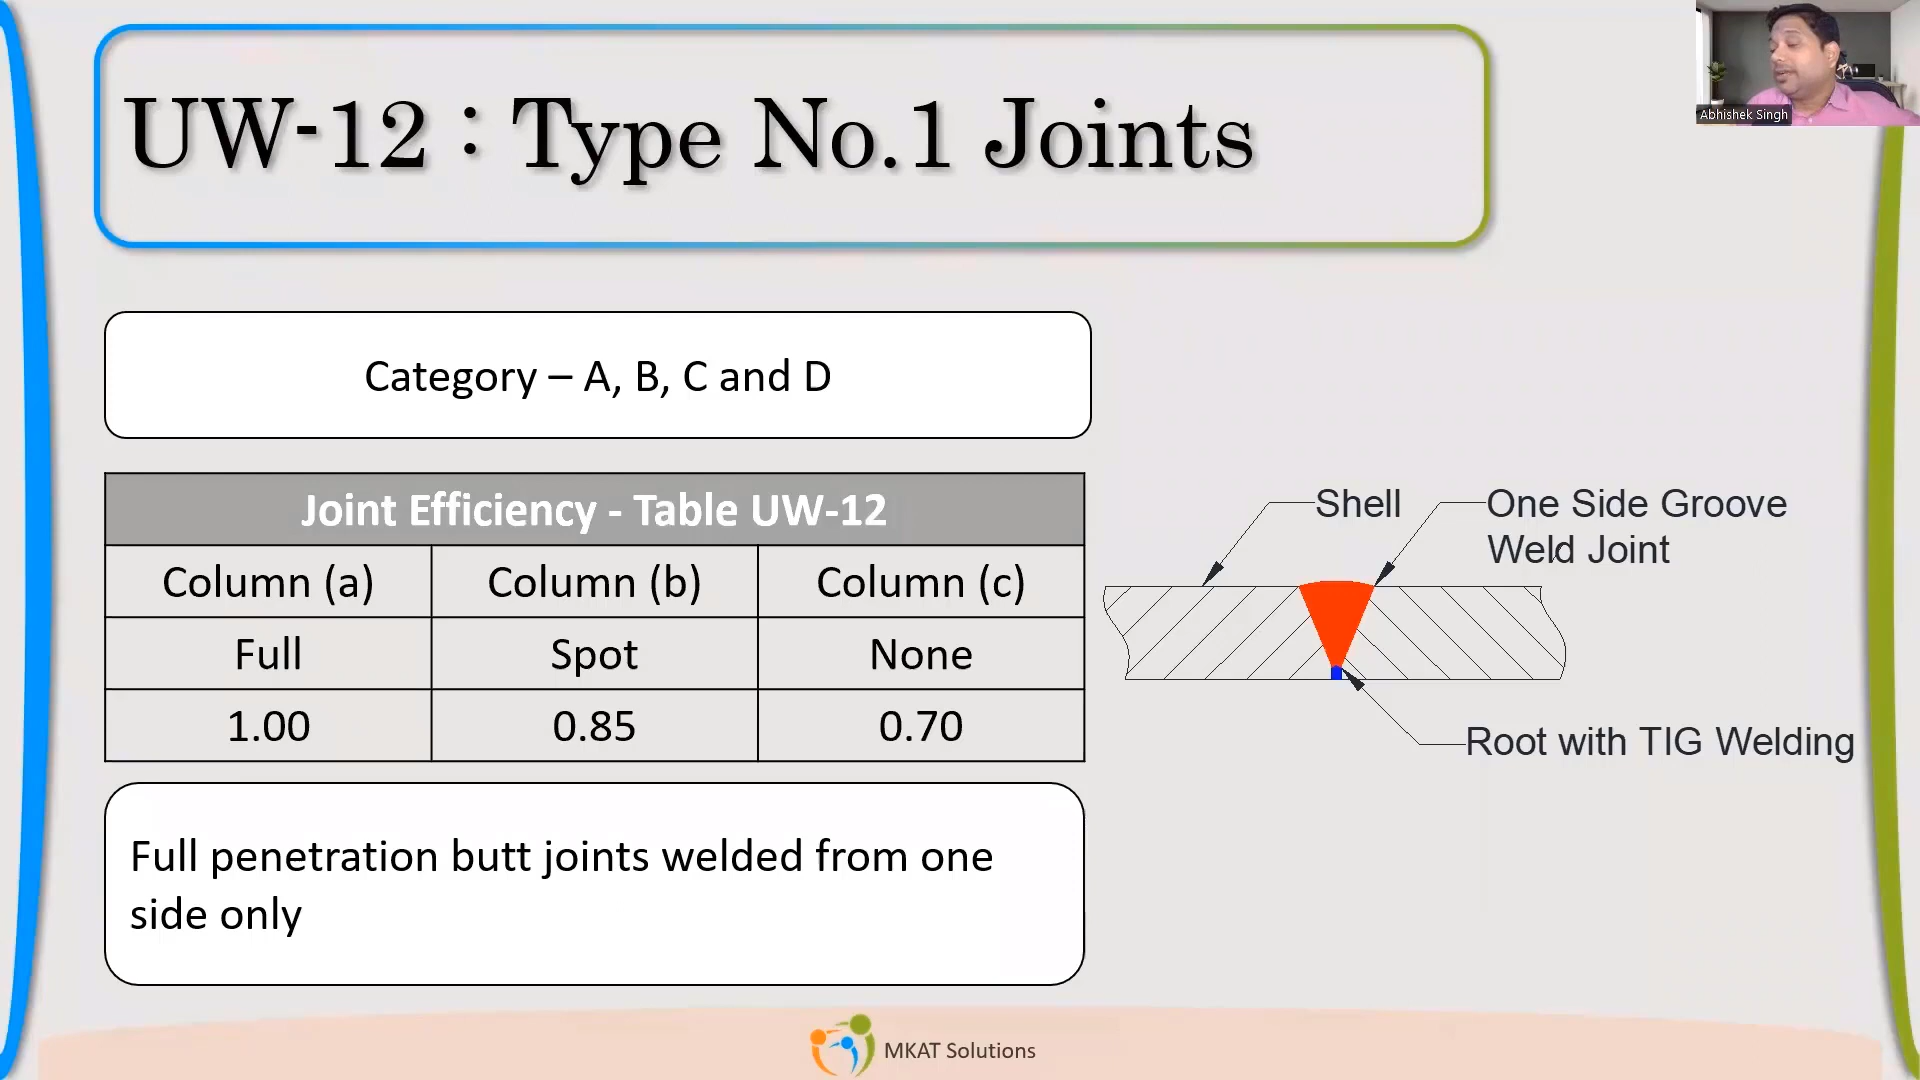 UW-12 : Type No.1 Joints
Abhishek Singh
Category – A, B, C and D
Joint Efficiency - Table UW-12
Column (a) Column (b) Column (c)
Full Spot None
1.00 0.85 0.70
Full penetration butt joints welded from one
side only
Shell
One Side Groove
Weld Joint
Root with TIG Welding
MKAT Solutions